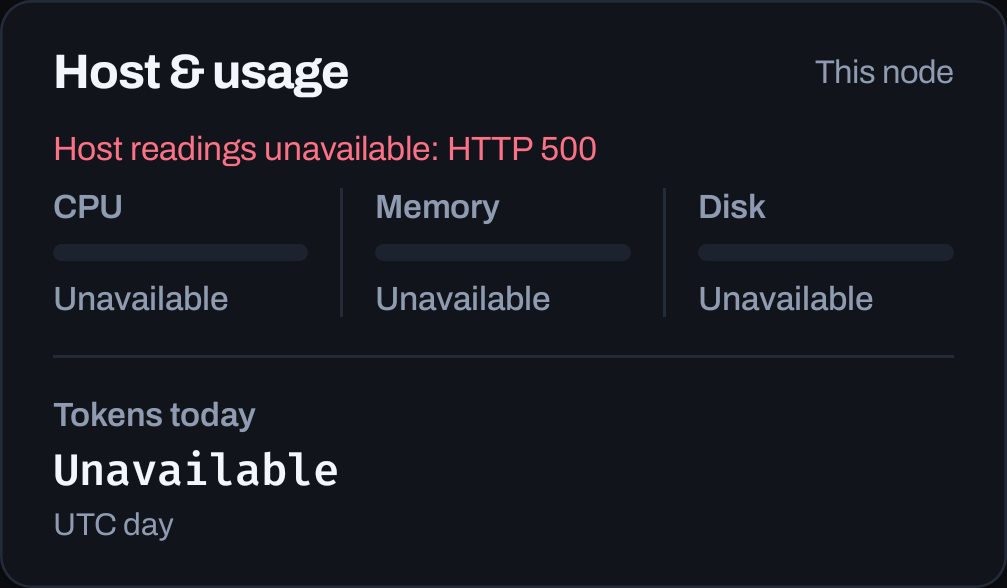 Host & usage
This node
Host readings unavailable: HTTP 500
CPU
Memory
Disk
Unavailable
Unavailable
Unavailable
Tokens today
Unavailable
UTC day